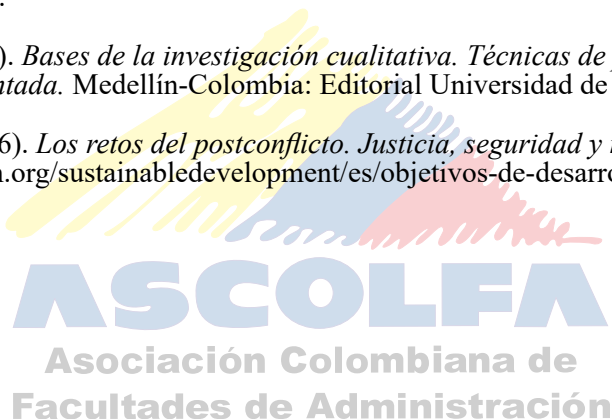 .
). Bases de la investigación cualitativa. Técnicas de
ntada. Medellín-Colombia: Editorial Universidad de
6). Los retos del postconflicto. Justicia, seguridad y
n.org/sustainabledevelopment/es/objetivos-de-desarro
ASCOLFA
Asociación Colombiana de
Facultades de Administración